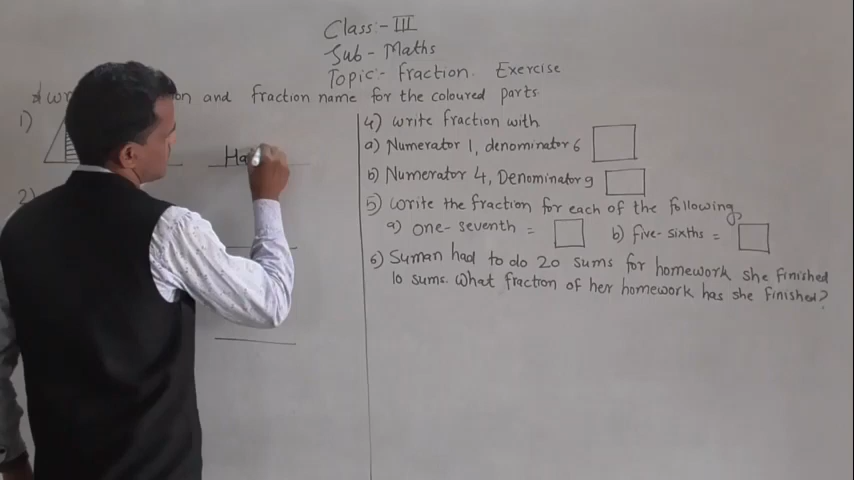 Class:- III
Sub - Maths
Topic:- Fraction. Exercise
and fraction name for the coloured parts.
1)
Ha
2)
4) Write fraction with
a) Numerator 1, denominator 6
b) Numerator 4, Denominator 9
5) Write the fraction for each of the following,
a) one-seventh = b) five-sixths =
6) Suman had to do 20 sums for homework she finished
10 sums. What fraction of her homework has she finished?